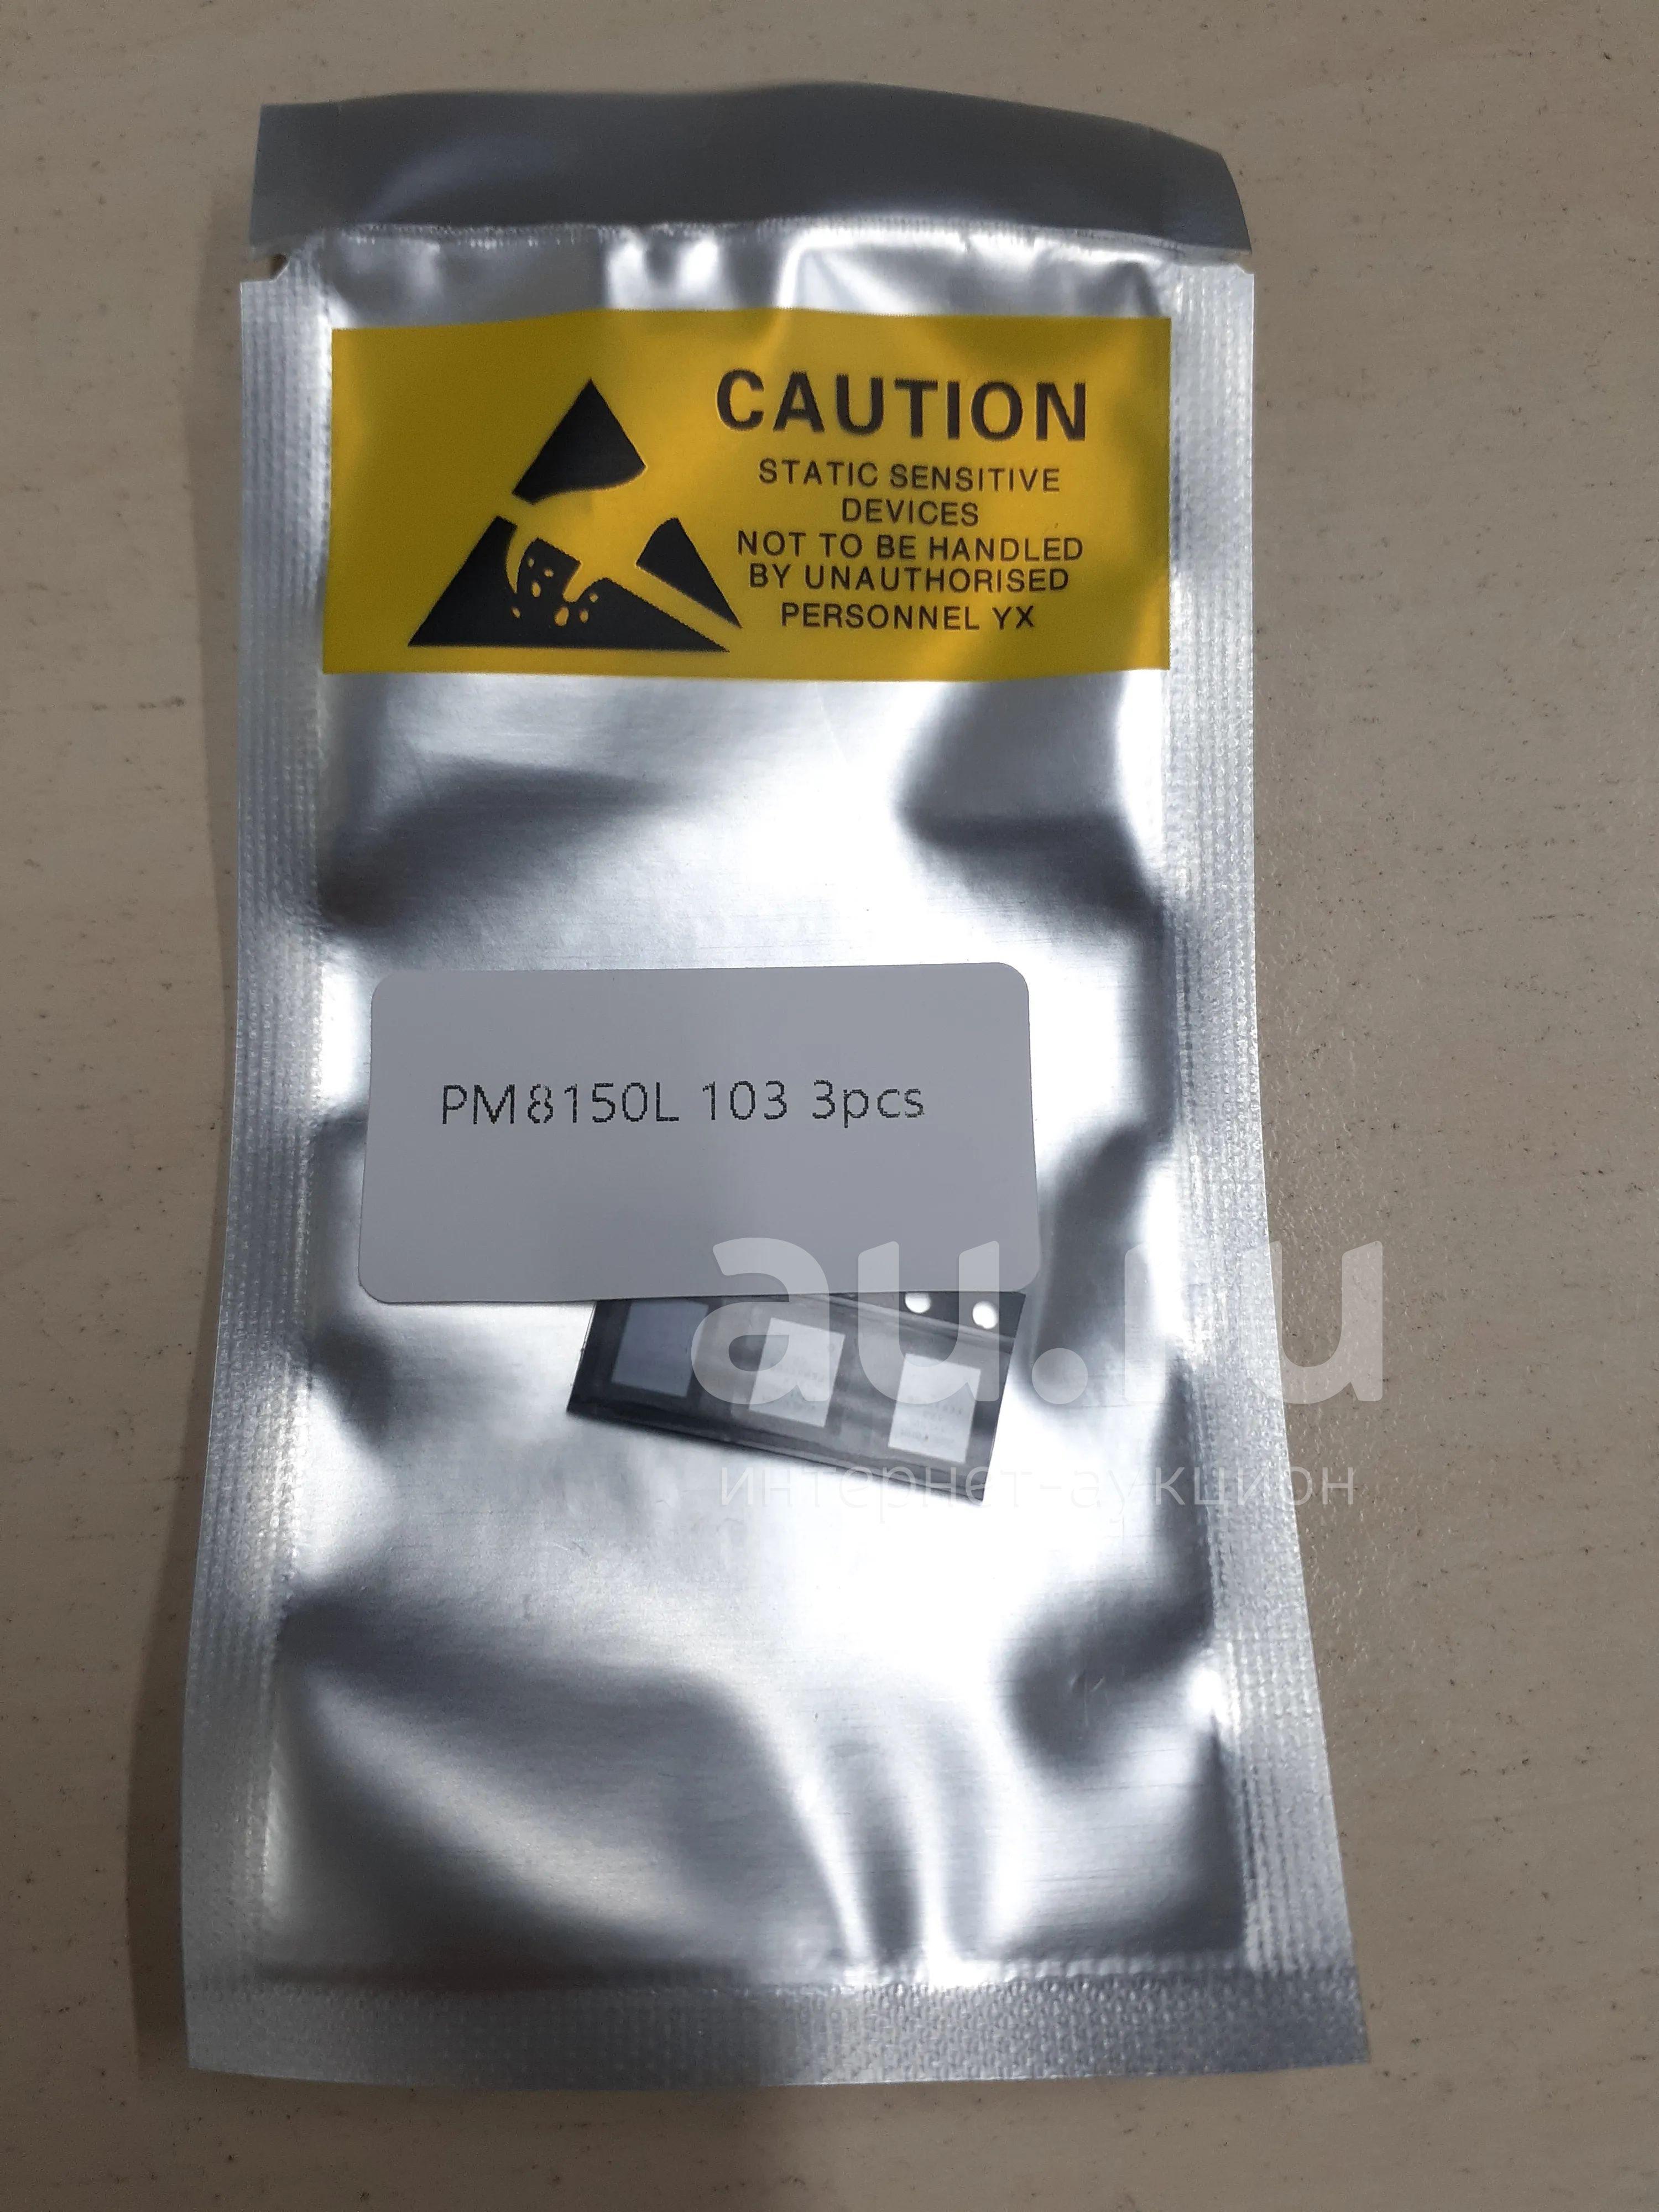 CAUTION
STATIC SENSITIVE
DEVICES
NOT TO BE HANDLED
BY UNAUTHORISED
PERSONNEL YX
PM8150L 103 3pcs
au.ru
интернет-аукцион